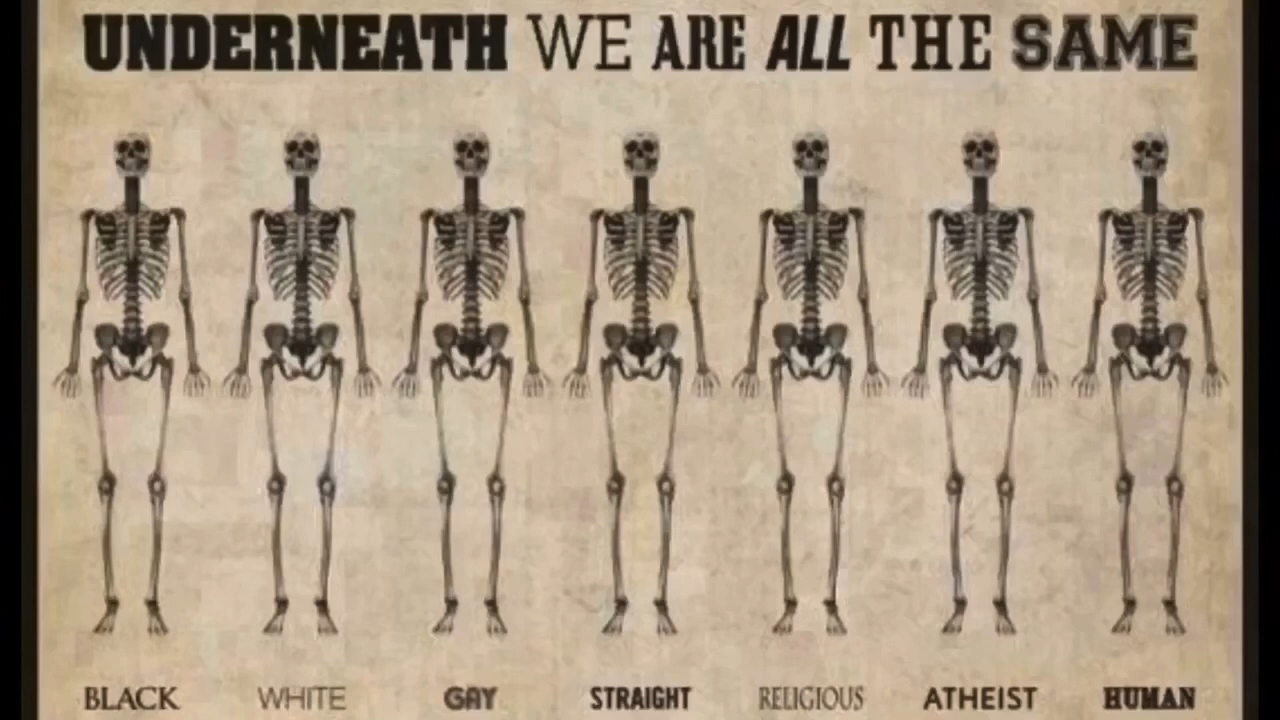 UNDERNEATH WE ARE ALL THE SAME
BLACK WHITE GAY STRAIGHT RELIGIOUS ATHEIST HUMAN